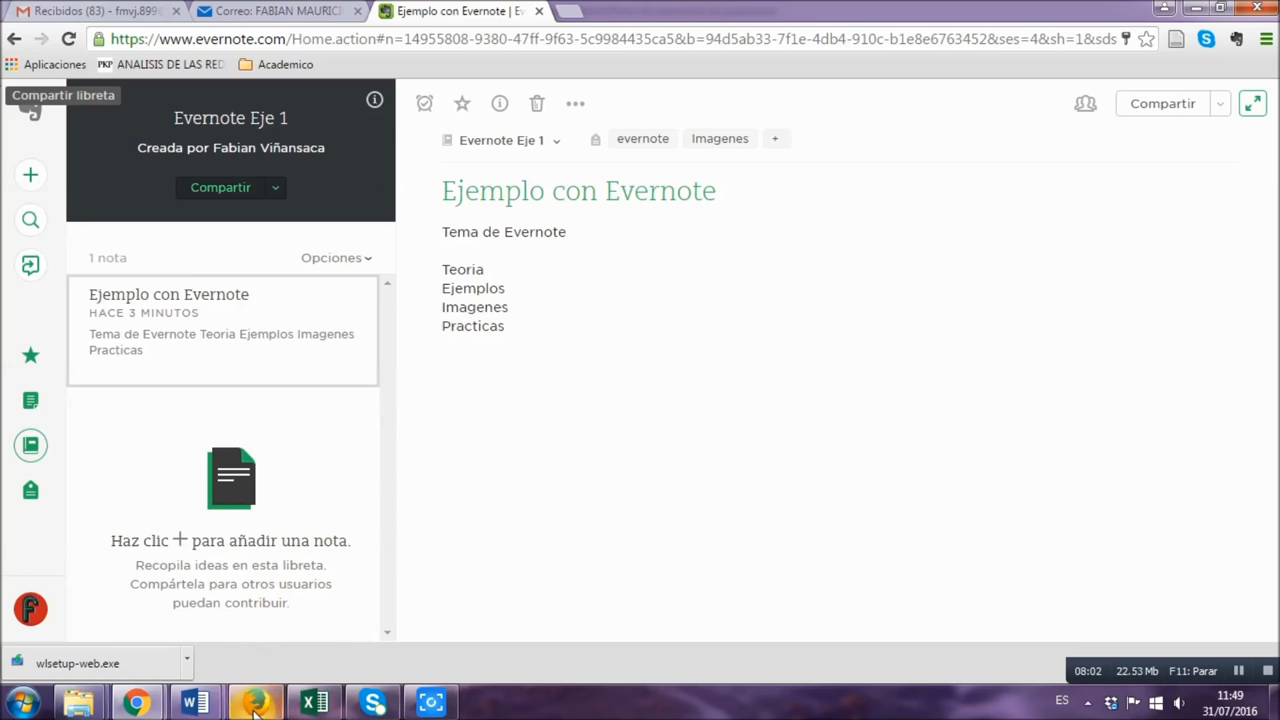 Recibidos (83) - fmvj.899
Correo: FABIAN MAURIC
Ejemplo con Evernote | Ev
https://www.evernote.com/Home.action#n=14955808-9380-47ff-9f63-5c9984435ca5&b=94d5ab33-7f1e-4db4-910c-b1e8e6763452&ses=4&sh=1&sds
Aplicaciones
PKP ANALISIS DE LAS RED
Academico
Compartir libreta
Evernote Eje 1
Creada por Fabian Viñansaca
Compartir
1 nota
Opciones
Ejemplo con Evernote
HACE 3 MINUTOS
Tema de Evernote Teoria Ejemplos Imagenes
Practicas
Haz clic + para añadir una nota.
Recopila ideas en esta libreta.
Compártela para otros usuarios
puedan contribuir.
Compartir
Evernote Eje 1
evernote
Imagenes
+
Ejemplo con Evernote
Tema de Evernote
Teoria
Ejemplos
Imagenes
Practicas
wlsetup-web.exe
08:02
22.53 Mb
F11: Parar
ES
11:49
31/07/2016